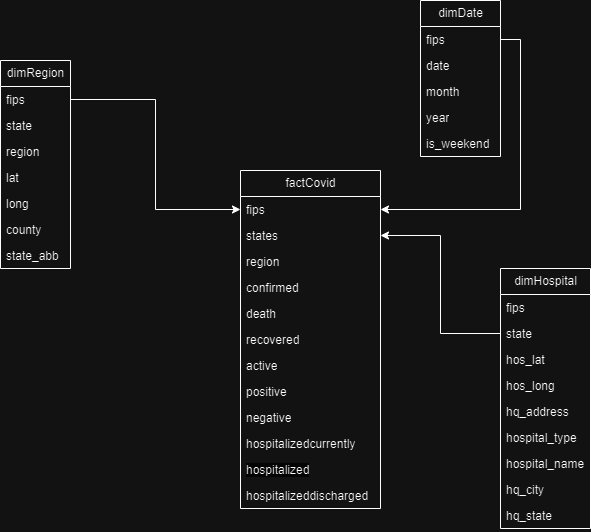 dimDate
fips
date
month
year
is_weekend
dimRegion
fips
state
region
lat
long
county
state_abb
factCovid
fips
states
region
confirmed
death
recovered
active
positive
negative
hospitalizedcurrently
hospitalized
hospitalizeddischarged
dimHospital
fips
state
hos_lat
hos_long
hq_address
hospital_type
hospital_name
hq_city
hq_state